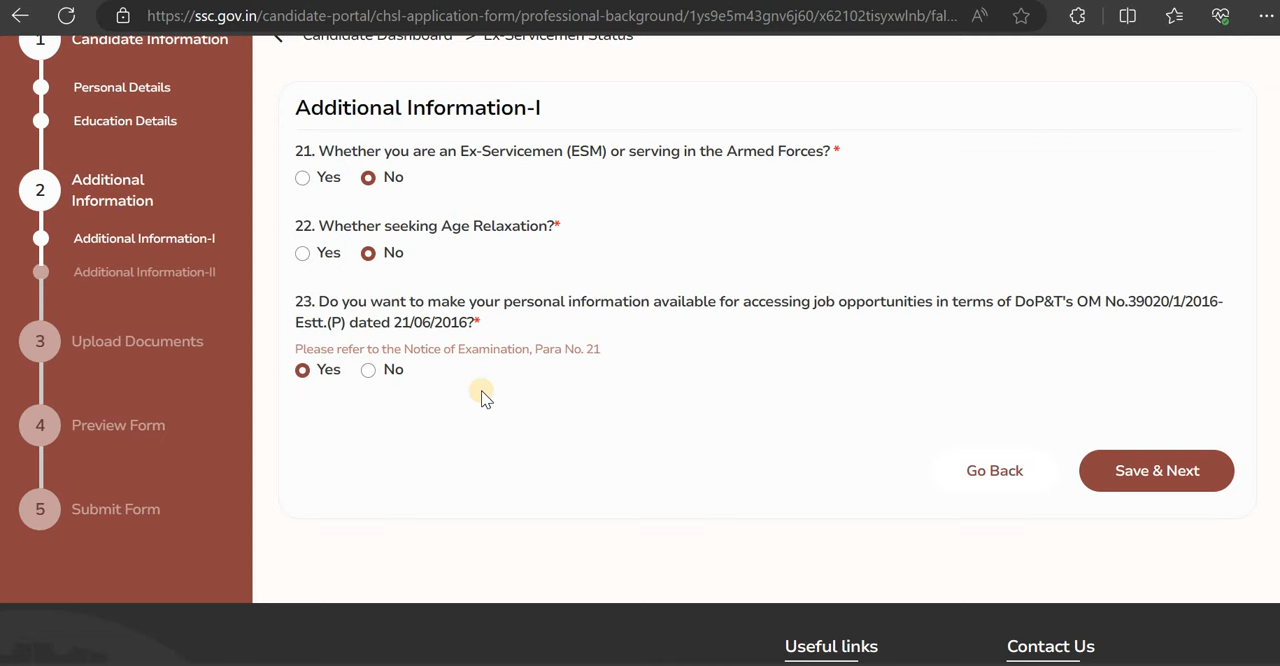 https://ssc.gov.in/candidate-portal/chsl-application-form/professional-background/1ys9e5m43gnv6j60/x62102tisyxwlnb/fal...
1
Candidate Information
Personal Details
Education Details
2
Additional
Information
Additional Information-I
Additional Information-II
3
Upload Documents
4
Preview Form
5
Submit Form
Candidate Dashboard > Ex-Servicemen Status
Additional Information-I
21. Whether you are an Ex-Servicemen (ESM) or serving in the Armed Forces? *
Yes No
22. Whether seeking Age Relaxation?*
Yes No
23. Do you want to make your personal information available for accessing job opportunities in terms of DoP&T's OM No.39020/1/2016-
Estt.(P) dated 21/06/2016?*
Please refer to the Notice of Examination, Para No. 21
Yes No
Go Back
Save & Next
Useful links
Contact Us